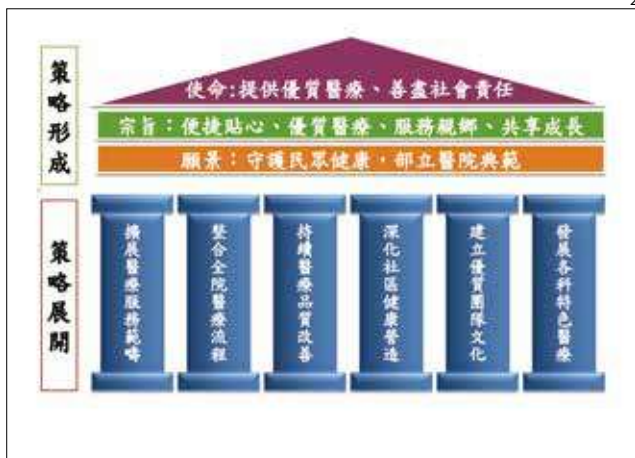 策略形成
使命:提供優質醫療、善盡社會責任
宗旨：便捷貼心、優質醫療、服務親鄉、共享成長
願景：守護民眾健康，部立醫院典範
策略展開
擴展醫療服務範疇
整合全院醫療流程
持續醫療品質改善
深化社區健康營造
建立優質團隊文化
發展各科特色醫療